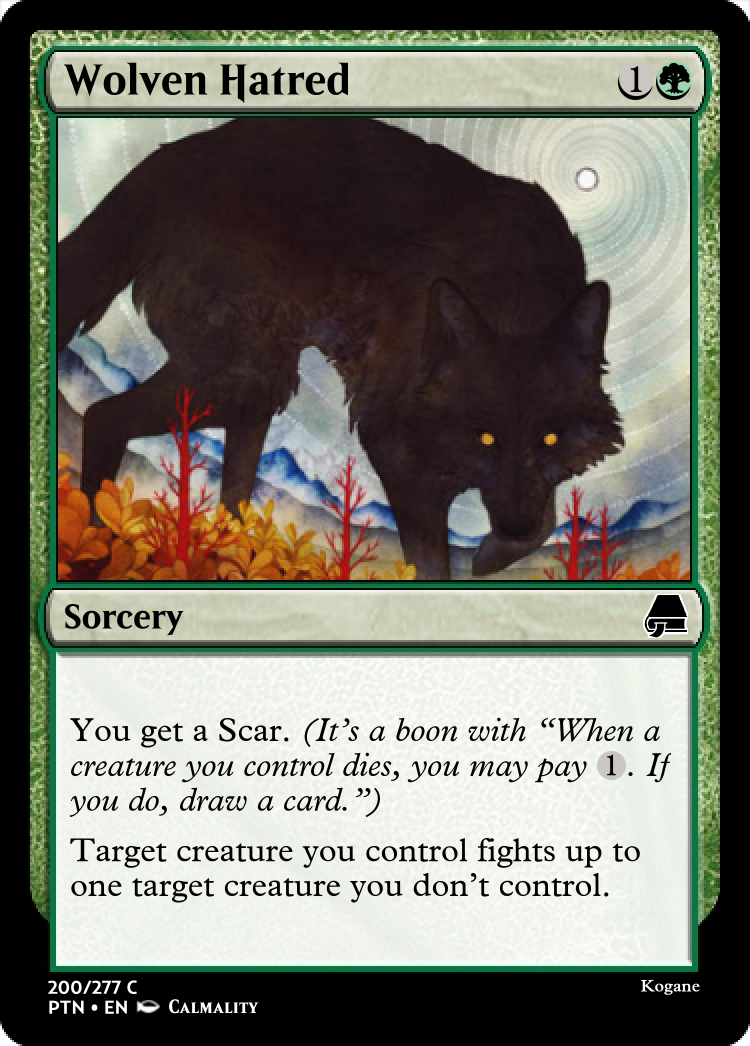 Wolven Hatred 1
Sorcery
You get a Scar. (It's a boon with “When a
creature you control dies, you may pay 1. If
you do, draw a card.”)
Target creature you control fights up to
one target creature you don't control.
200/277 C
Kogane
PTN • EN Calmality